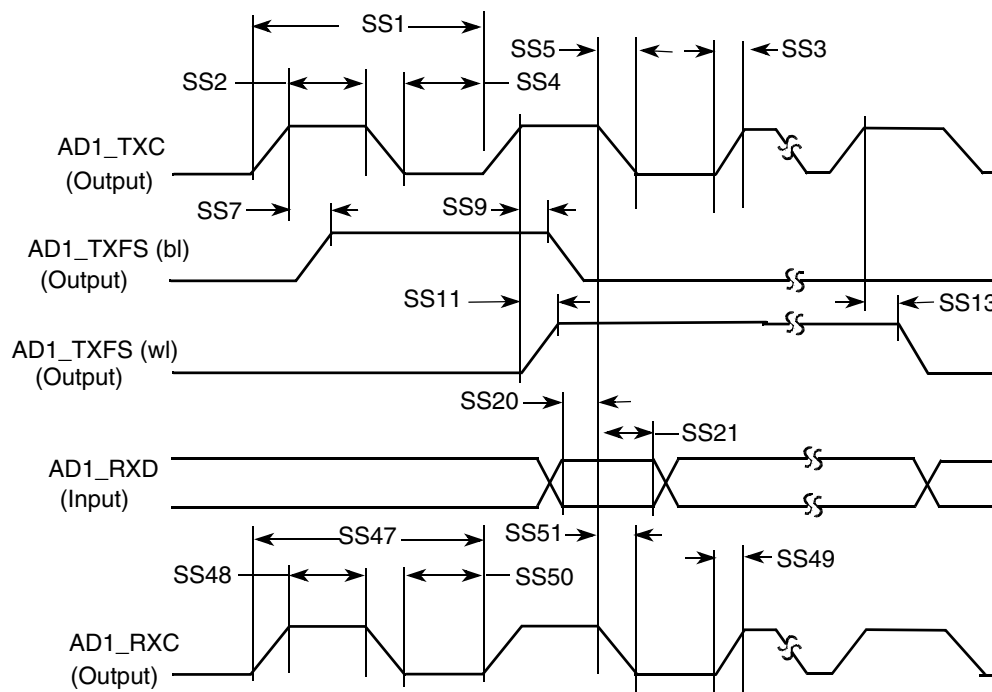 SS1
SS5
SS3
SS2
SS4
AD1_TXC
(Output)
SS7
SS9
AD1_TXFS (bl)
(Output)
SS11
SS13
AD1_TXFS (wl)
(Output)
SS20
SS21
AD1_RXD
(Input)
SS47
SS51
SS49
SS48
SS50
AD1_RXC
(Output)